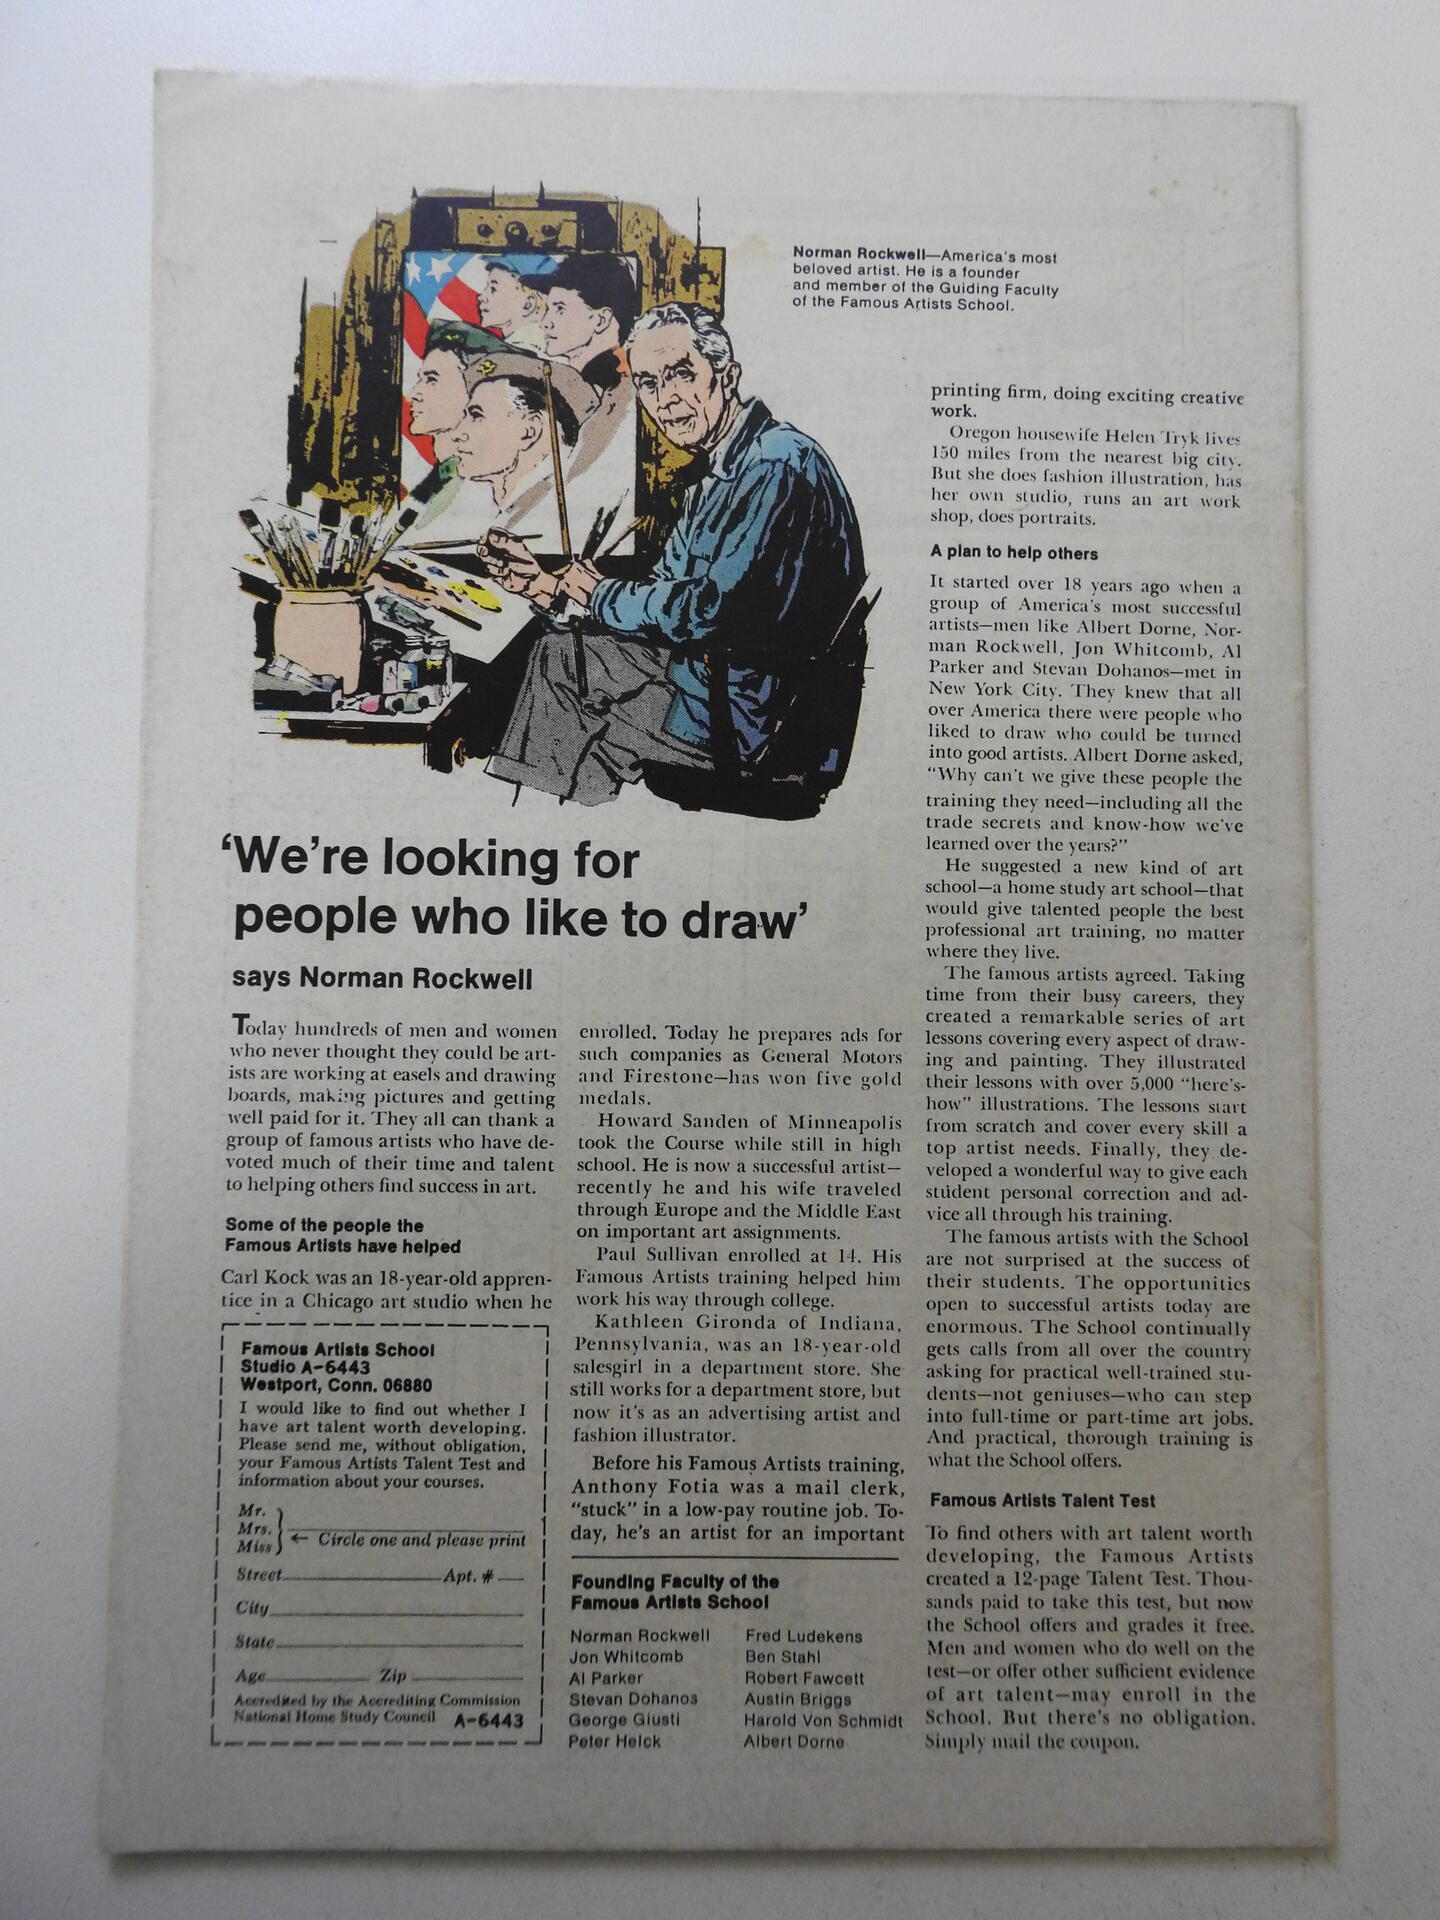 Norman Rockwell—America's most
beloved artist. He is a founder
and member of the Guiding Faculty
of the Famous Artists School.
'We're looking for
people who like to draw'
says Norman Rockwell
Today hundreds of men and women
who never thought they could be art-
ists are working at easels and drawing
boards, making pictures and getting
well paid for it. They all can thank a
group of famous artists who have de-
voted much of their time and talent
to helping others find success in art.
Some of the people the
Famous Artists have helped
Carl Kock was an 18-year-old appren-
tice in a Chicago art studio when he
enrolled. Today he prepares ads for
such companies as General Motors
and Firestone—has won five gold
medals.
Howard Sanden of Minneapolis
took the Course while still in high
school. He is now a successful artist—
recently he and his wife traveled
through Europe and the Middle East
on important art assignments.
Paul Sullivan enrolled at 14. His
Famous Artists training helped him
work his way through college.
Kathleen Gironda of Indiana,
Pennsylvania, was an 18-year-old
salesgirl in a department store. She
still works for a department store, but
now it's as an advertising artist and
fashion illustrator.
Before his Famous Artists training,
Anthony Fotia was a mail clerk,
"stuck" in a low-pay routine job. To-
day, he's an artist for an important
printing firm, doing exciting creative
work.
Oregon housewife Helen Tryk lives
150 miles from the nearest big city.
But she does fashion illustration, has
her own studio, runs an art work
shop, does portraits.
A plan to help others
It started over 18 years ago when a
group of America's most successful
artists—men like Albert Dorne, Nor-
man Rockwell, Jon Whitcomb, Al
Parker and Stevan Dohanos—met in
New York City. They knew that all
over America there were people who
liked to draw who could be turned
into good artists. Albert Dorne asked,
"Why can't we give these people the
training they need—including all the
trade secrets and know-how we've
learned over the years?"
He suggested a new kind of art
school—a home study art school—that
would give talented people the best
professional art training, no matter
where they live.
The famous artists agreed. Taking
time from their busy careers, they
created a remarkable series of art
lessons covering every aspect of draw-
ing and painting. They illustrated
their lessons with over 5,000 "here's-
how" illustrations. The lessons start
from scratch and cover every skill a
top artist needs. Finally, they de-
veloped a wonderful way to give each
student personal correction and ad-
vice all through his training.
The famous artists with the School
are not surprised at the success of
their students. The opportunities
open to successful artists today are
enormous. The School continually
gets calls from all over the country
asking for practical well-trained stu-
dents—not geniuses—who can step
into full-time or part-time art jobs.
And practical, thorough training is
what the School offers.
Famous Artists Talent Test
To find others with art talent worth
developing, the Famous Artists
created a 12-page Talent Test. Thou-
sands paid to take this test, but now
the School offers and grades it free.
Men and women who do well on the
test—or offer other sufficient evidence
of art talent—may enroll in the
School. But there's no obligation.
Simply mail the coupon.
Famous Artists School
Studio A-6443
Westport, Conn. 06880
I would like to find out whether I
have art talent worth developing.
Please send me, without obligation,
your Famous Artists Talent Test and
information about your courses.
Mr.
Mrs.
Miss ← Circle one and please print
Street Apt. #
City
State
Age Zip
Accredited by the Accrediting Commission
National Home Study Council A-6443
Founding Faculty of the
Famous Artists School
Norman Rockwell
Jon Whitcomb
Al Parker
Stevan Dohanos
George Giusti
Peter Helck
Fred Ludekens
Ben Stahl
Robert Fawcett
Austin Briggs
Harold Von Schmidt
Albert Dorne